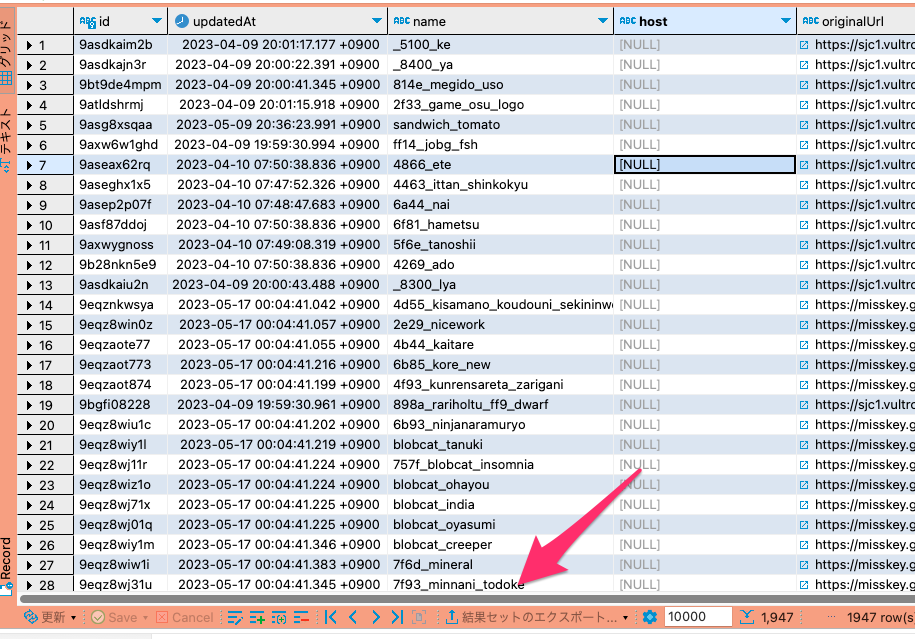 グリッド
テキスト
Record
id updatedAt name host originalUrl
1 9asdkaim2b 2023-04-09 20:01:17.177 +0900 _5100_ke [NULL] https://sjc1.vultr
2 9asdkajn3r 2023-04-09 20:00:22.391 +0900 _8400_ya [NULL] https://sjc1.vultr
3 9bt9de4mpm 2023-04-09 20:00:41.345 +0900 814e_megido_uso [NULL] https://sjc1.vultr
4 9atldshrmj 2023-04-09 20:01:15.918 +0900 2f33_game_osu_logo [NULL] https://sjc1.vultr
5 9asg8xsqaa 2023-05-09 20:36:23.991 +0900 sandwich_tomato [NULL] https://sjc1.vultr
6 9axw6w1ghd 2023-04-09 19:59:30.994 +0900 ff14_jobg_fsh [NULL] https://sjc1.vultr
7 9aseax62rq 2023-04-10 07:50:38.836 +0900 4866_ete [NULL] https://sjc1.vultr
8 9aseghx1x5 2023-04-10 07:47:52.326 +0900 4463_ittan_shinkokyu [NULL] https://sjc1.vultr
9 9asep2p07f 2023-04-10 07:48:47.683 +0900 6a44_nai [NULL] https://sjc1.vultr
10 9asf87ddoj 2023-04-10 07:50:38.836 +0900 6f81_hametsu [NULL] https://sjc1.vultr
11 9axwygnoss 2023-04-10 07:49:08.319 +0900 5f6e_tanoshii [NULL] https://sjc1.vultr
12 9b28nkn5e9 2023-04-10 07:50:38.836 +0900 4269_ado [NULL] https://sjc1.vultr
13 9asdkaiu2n 2023-04-09 20:00:43.488 +0900 _8300_lya [NULL] https://sjc1.vultr
14 9eqznkwsya 2023-05-17 00:04:41.042 +0900 4d55_kisamano_koudouni_sekininw [NULL] https://misskey.g
15 9eqz8win0z 2023-05-17 00:04:41.057 +0900 2e29_nicework [NULL] https://misskey.g
16 9eqzaote77 2023-05-17 00:04:41.055 +0900 4b44_kaitare [NULL] https://misskey.g
17 9eqzaot773 2023-05-17 00:04:41.216 +0900 6b85_kore_new [NULL] https://misskey.g
18 9eqzaot874 2023-05-17 00:04:41.199 +0900 4f93_kunrensareta_zarigani [NULL] https://misskey.g
19 9bgfi08228 2023-04-09 19:59:30.961 +0900 898a_rariholtu_ff9_dwarf [NULL] https://sjc1.vultr
20 9eqz8wiu1c 2023-05-17 00:04:41.202 +0900 6b93_ninjanaramuryo [NULL] https://misskey.g
21 9eqz8wiy1l 2023-05-17 00:04:41.219 +0900 blobcat_tanuki [NULL] https://misskey.g
22 9eqz8wj11r 2023-05-17 00:04:41.224 +0900 757f_blobcat_insomnia [NULL] https://misskey.g
23 9eqz8wiz1o 2023-05-17 00:04:41.224 +0900 blobcat_ohayou [NULL] https://misskey.g
24 9eqz8wj71x 2023-05-17 00:04:41.225 +0900 blobcat_india [NULL] https://misskey.g
25 9eqz8wj01q 2023-05-17 00:04:41.225 +0900 blobcat_oyasumi [NULL] https://misskey.g
26 9eqz8wiy1m 2023-05-17 00:04:41.346 +0900 blobcat_creeper [NULL] https://misskey.g
27 9eqz8wiw1i 2023-05-17 00:04:41.383 +0900 7f6d_mineral [NULL] https://misskey.g
28 9eqz8wj31u 2023-05-17 00:04:41.345 +0900 7f93_minnani_todoke [NULL] https://misskey.g
更新 Save Cancel 結果セットのエクスポート... 10000 1,947 ... 1947 row(s